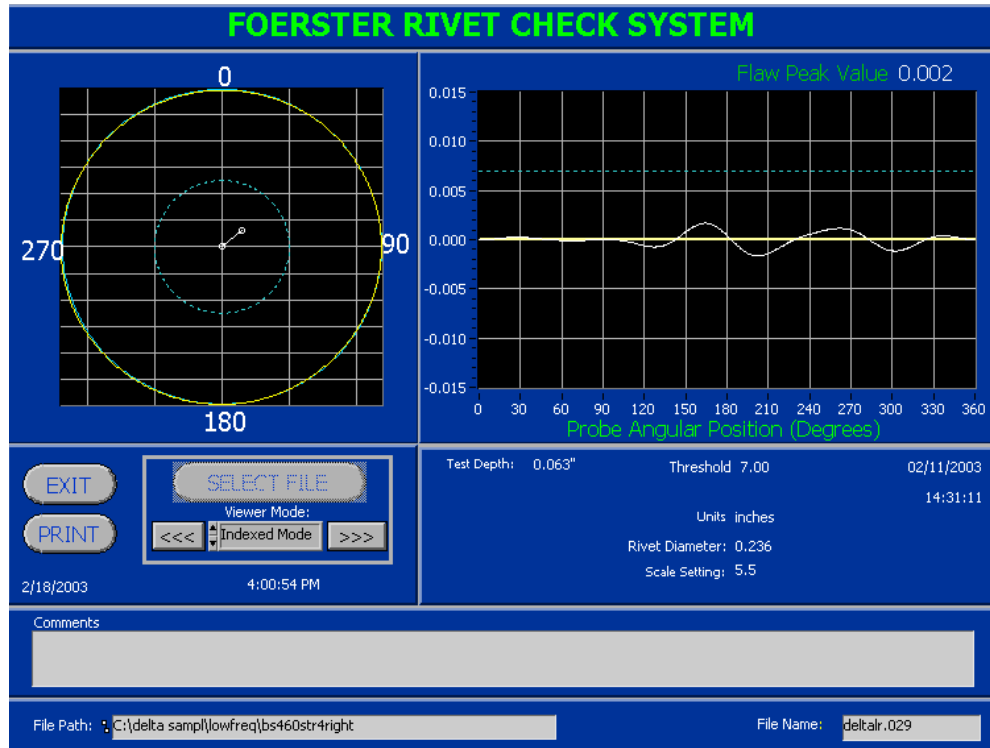 FOERSTER RIVET CHECK SYSTEM
0
270
90
180
Flaw Peak Value 0.002
0.015
0.010
0.005
0.000
-0.005
-0.010
-0.015
0 30 60 90 120 150 180 210 240 270 300 330 360
Probe Angular Position (Degrees)
EXIT
PRINT
SELECT FILE
Viewer Mode:
<<< Indexed Mode >>>
2/18/2003 4:00:54 PM
Test Depth: 0.063" Threshold 7.00 02/11/2003
14:31:11
Units inches
Rivet Diameter: 0.236
Scale Setting: 5.5
Comments
File Path: C:\delta sampl\lowfreq\bs460str4right
File Name: deltalr.029